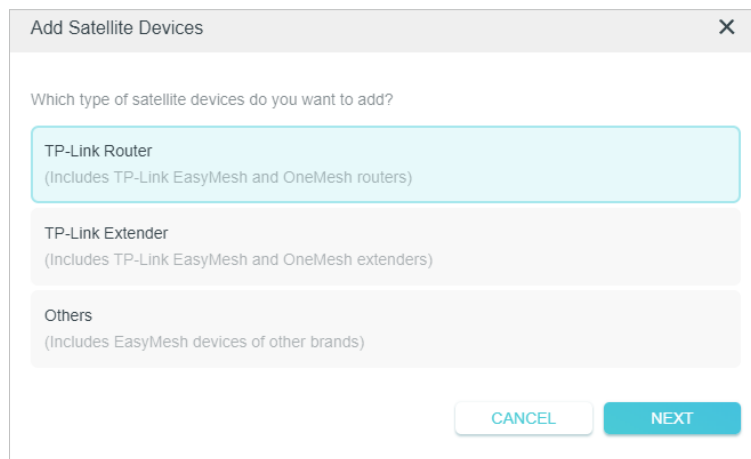 Add Satellite Devices
Which type of satellite devices do you want to add?
TP-Link Router
(Includes TP-Link EasyMesh and OneMesh routers)
TP-Link Extender
(Includes TP-Link EasyMesh and OneMesh extenders)
Others
(Includes EasyMesh devices of other brands)
CANCEL NEXT